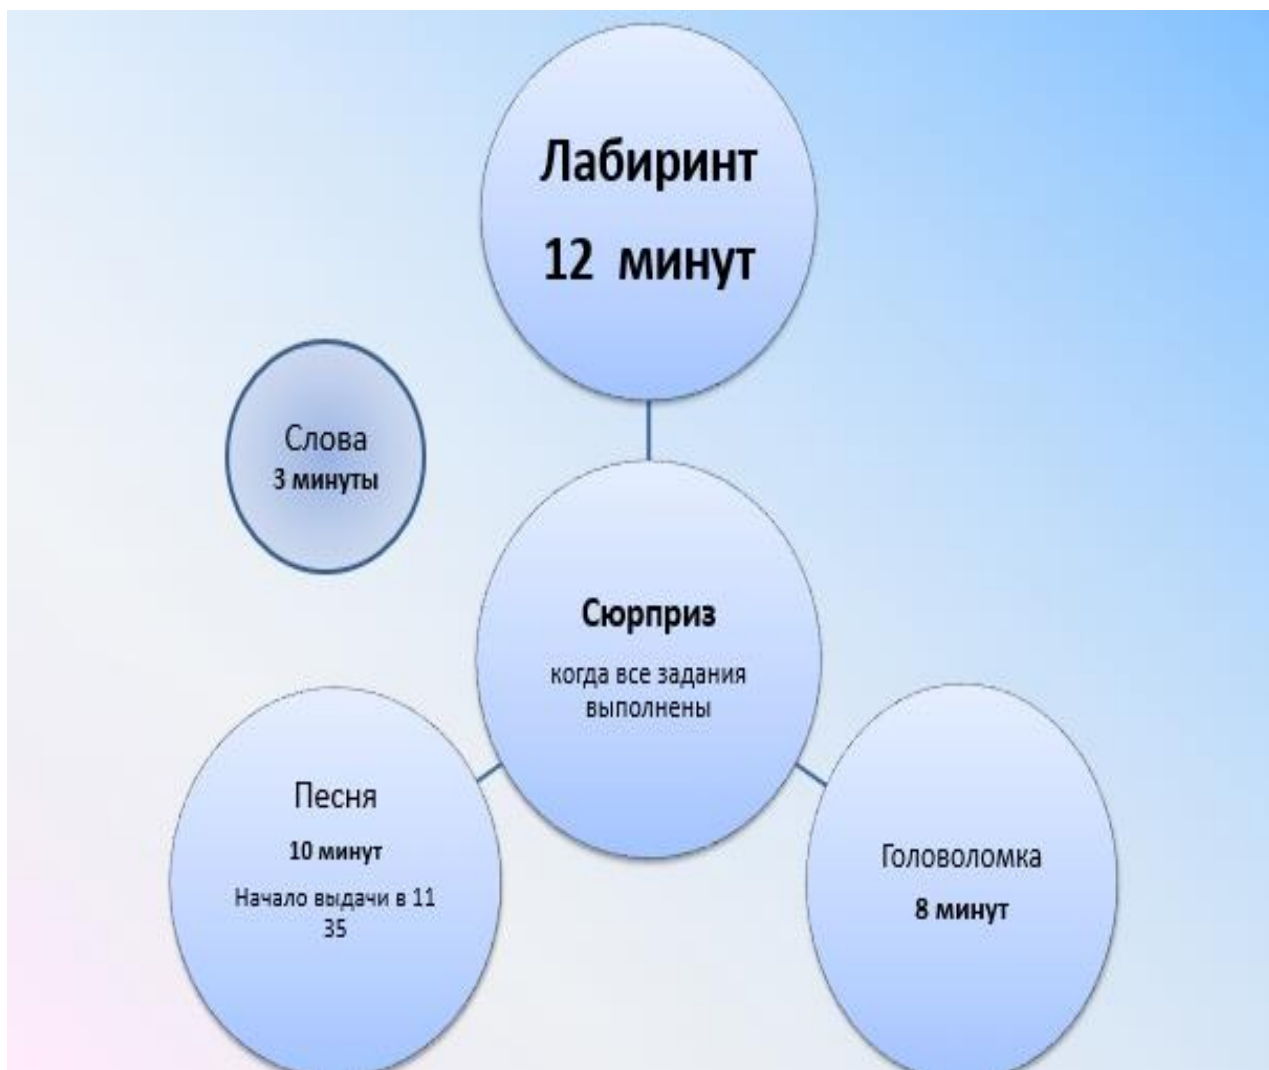 Лабиринт
12 минут
Слова
3 минуты
Сюрприз
когда все задания
выполнены
Песня
10 минут
Начало выдачи в 11
35
Головоломка
8 минут